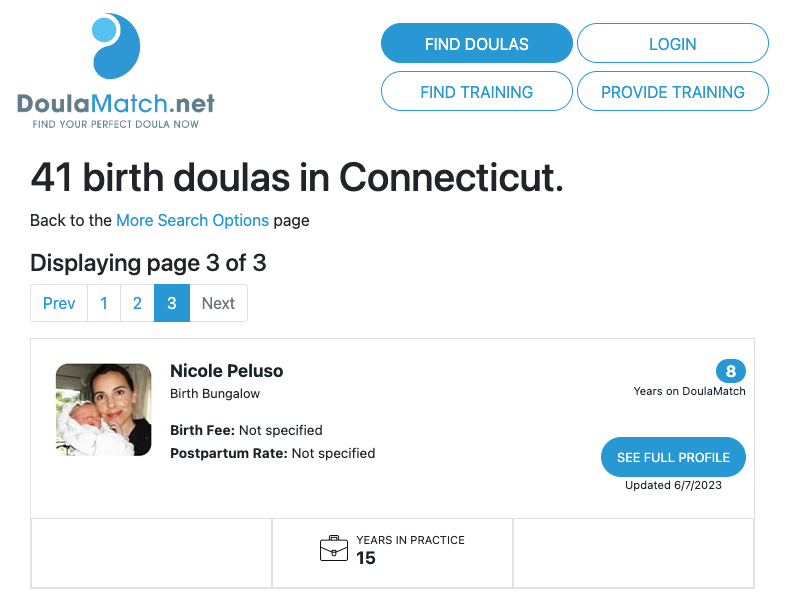 FIND DOULAS
LOGIN
FIND TRAINING
PROVIDE TRAINING
DoulaMatch.net
FIND YOUR PERFECT DOULA NOW
41 birth doulas in Connecticut.
Back to the More Search Options page
Displaying page 3 of 3
Prev 1 2 3 Next
Nicole Peluso
Birth Bungalow
Birth Fee: Not specified
Postpartum Rate: Not specified
8
Years on DoulaMatch
SEE FULL PROFILE
Updated 6/7/2023
YEARS IN PRACTICE
15